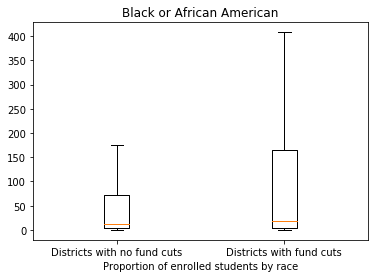 Black or African American
400
350
300
250
200
150
100
50
0
Districts with no fund cuts
Districts with fund cuts
Proportion of enrolled students by race